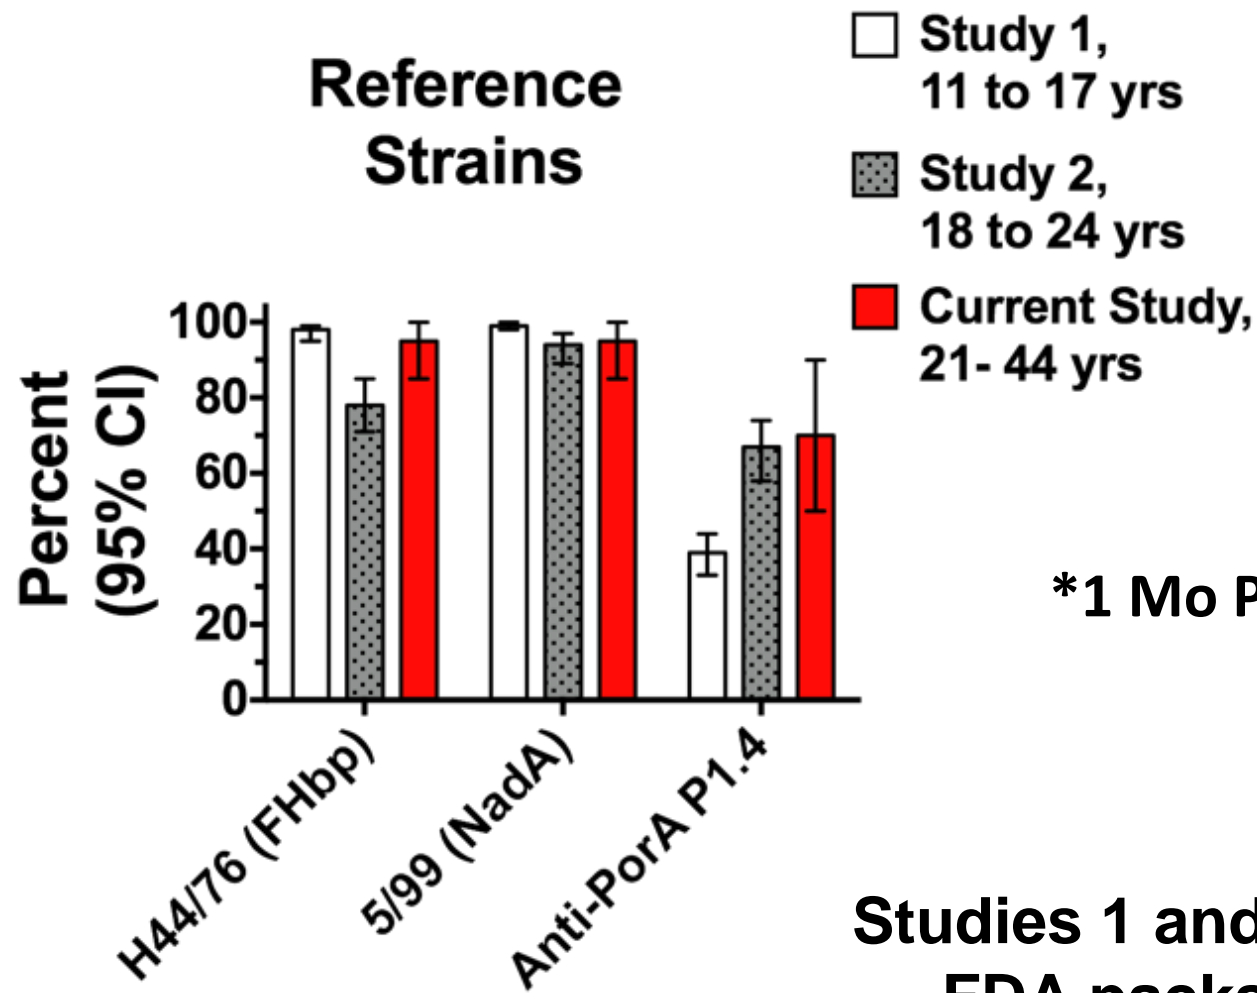 Reference
Strains
Study 1,
11 to 17 yrs
Study 2,
18 to 24 yrs
Current Study,
21- 44 yrs
Percent
(95% CI)
100
80
60
40
20
0
H44/76 (FHbp)
5/99 (NadA)
Anti-PorA P1.4
*1 Mo P
Studies 1 and
FDA